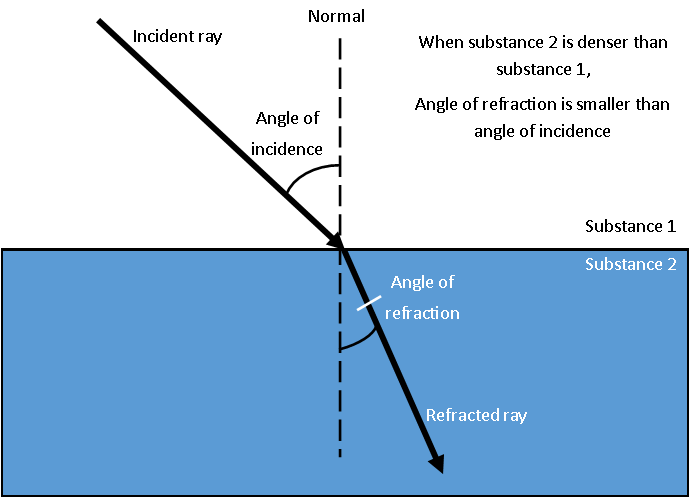 Normal
Incident ray
When substance 2 is denser than
substance 1,
Angle of refraction is smaller than
angle of incidence
Angle of
incidence
Substance 1
Substance 2
Angle of
refraction
Refracted ray